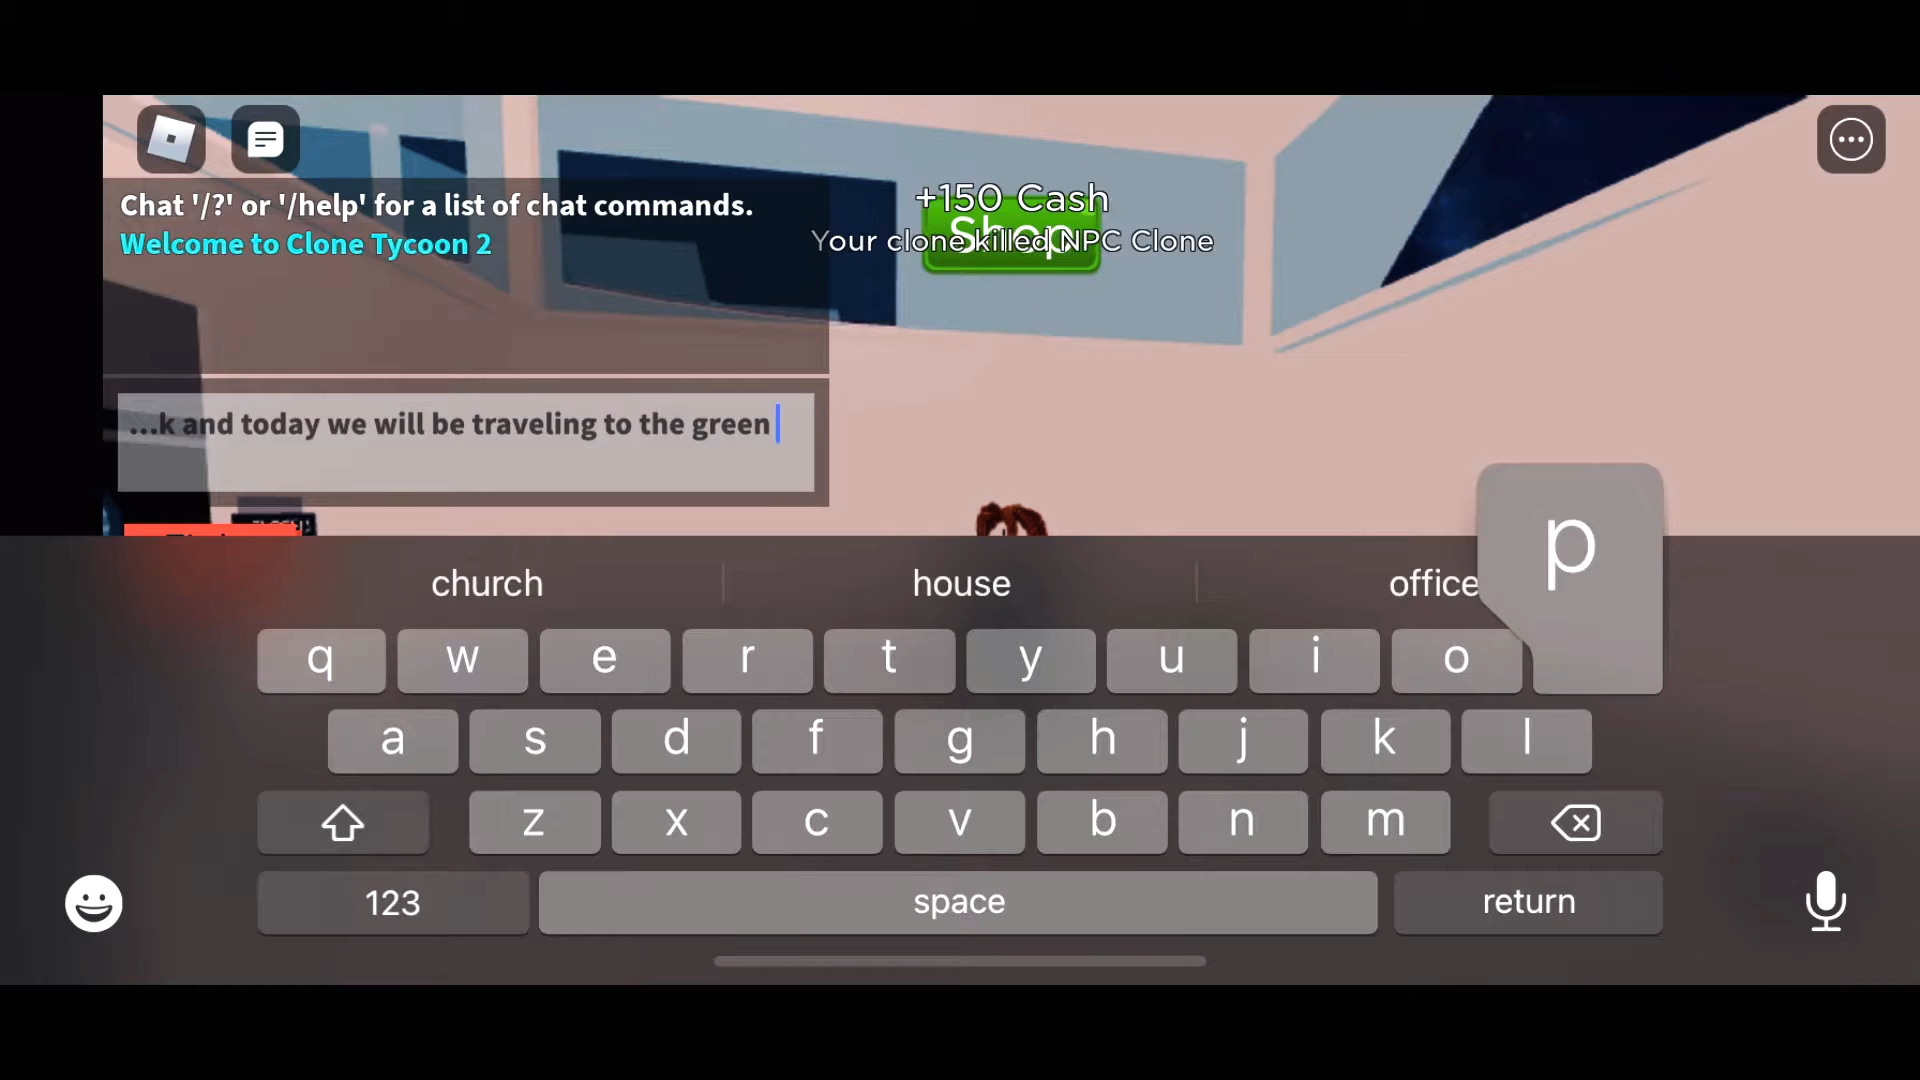 Chat '/?' or '/help' for a list of chat commands.
Welcome to Clone Tycoon 2
+150 Cash
Shop
Your clone killed NPC Clone
...k and today we will be traveling to the green
church house office
p
q w e r t y u i o
a s d f g h j k l
z x c v b n m
123 space return